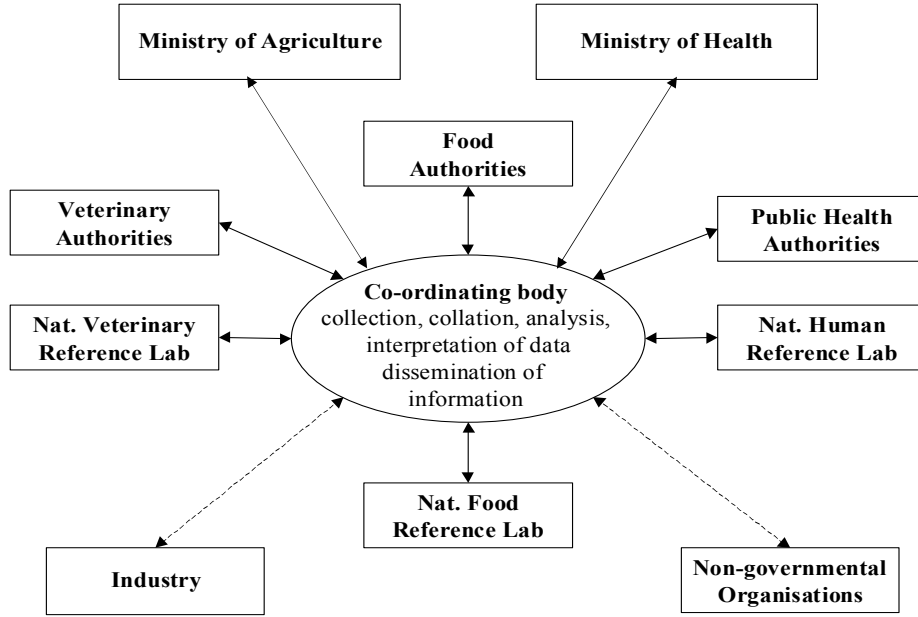 Ministry of Agriculture
Ministry of Health
Food
Authorities
Veterinary
Authorities
Public Health
Authorities
Co-ordinating body
collection, collation, analysis,
interpretation of data
dissemination of
information
Nat. Veterinary
Reference Lab
Nat. Human
Reference Lab
Nat. Food
Reference Lab
Industry
Non-governmental
Organisations